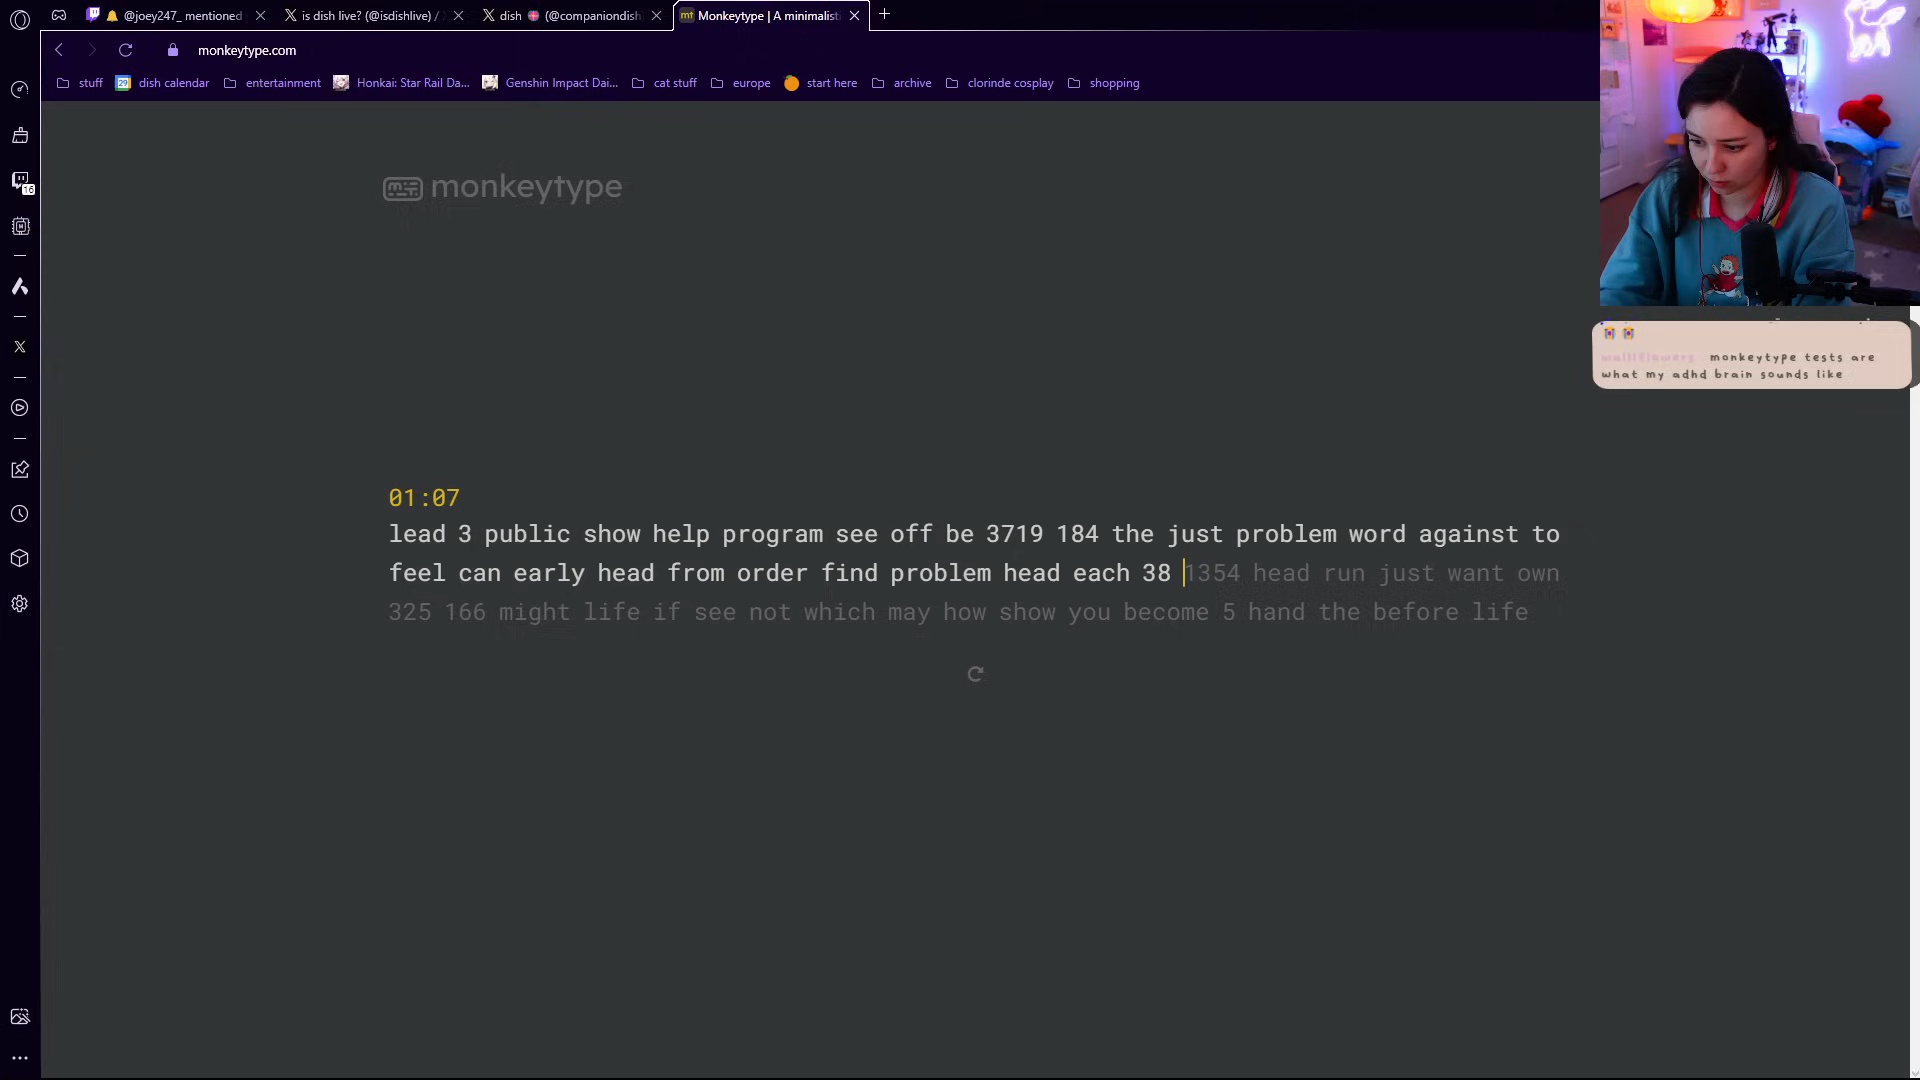 @joey247_ mentioned
is dish live? (@isdishlive) /
dish (@companiondish
Monkeytype | A minimalist
monkeytype.com
stuff
29
dish calendar
entertainment
Honkai: Star Rail Da...
Genshin Impact Dai...
cat stuff
europe
start here
archive
clorinde cosplay
shopping
16
monkeytype
01:07
lead 3 public show help program see off be 3719 184 the just problem word against to
feel can early head from order find problem head each 38 1354 head run just want own
325 166 might life if see not which may how show you become 5 hand the before life
wallflowers monkeytype tests are
what my adhd brain sounds like